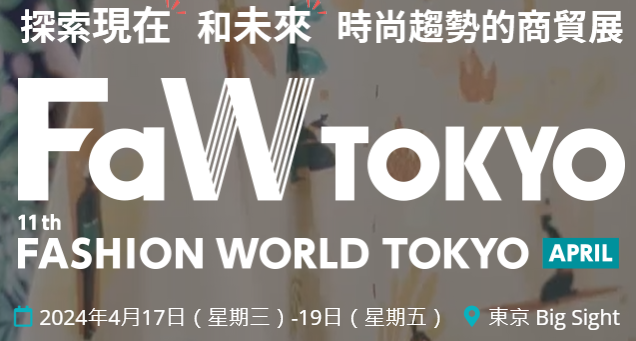 探索現在 和未來 時尚趨勢的商貿展
FaW TOKYO
11th
FASHION WORLD TOKYO APRIL
2024年4月17日（星期三）-19日（星期五） 東京 Big Sight